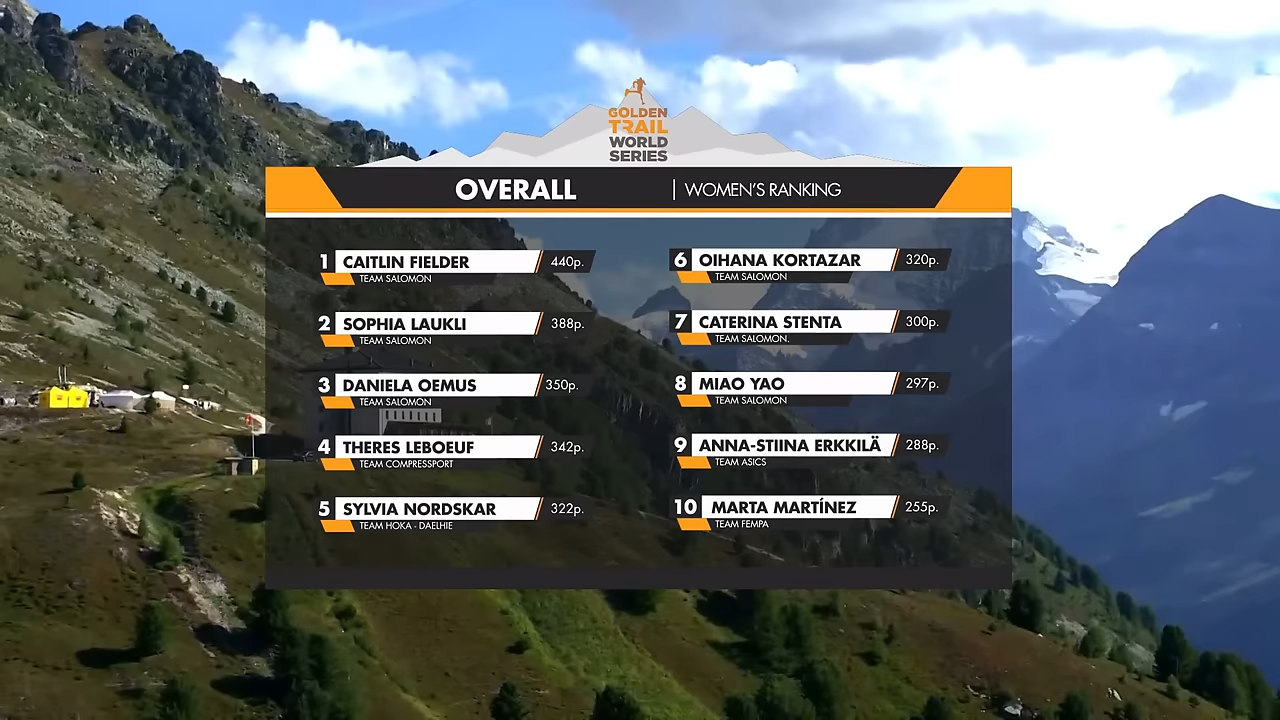 GOLDEN
TRAIL
WORLD
SERIES
OVERALL | WOMEN'S RANKING
1 CAITLIN FIELDER 440p.
TEAM SALOMON
2 SOPHIA LAUKLI 388p.
TEAM SALOMON
3 DANIELA OEMUS 350p.
TEAM SALOMON
4 THERES LEBOEUF 342p.
TEAM COMPRESSPORT
5 SYLVIA NORDSKAR 322p.
TEAM HOKA - DAELHIE
6 OIHANA KORTAZAR 320p.
TEAM SALOMON
7 CATERINA STENTA 300p.
TEAM SALOMON.
8 MIAO YAO 297p.
TEAM SALOMON
9 ANNA-STIINA ERKKILÄ 288p.
TEAM ASICS
10 MARTA MARTÍNEZ 255p.
TEAM FEMPA